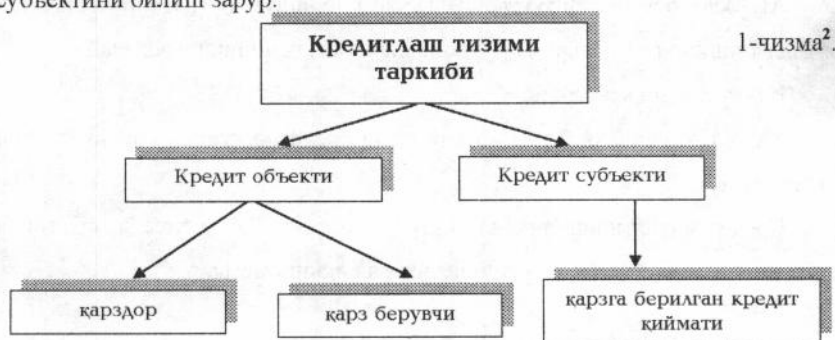 субъектини билиш зарур.
1-чизма².
Кредитлаш тизими
таркиби
Кредит объекти
Кредит субъекти
қарздор
қарз берувчи
қарзга берилган кредит
қиймати